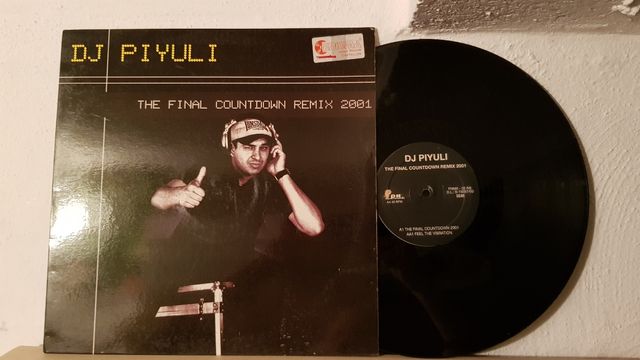 DJ PIYULI
THE FINAL COUNTDOWN REMIX 2001
DJ PIYULI
THE FINAL COUNTDOWN REMIX 2001
A1 THE FINAL COUNTDOWN 2001
AA1 FEEL THE VIBRATION